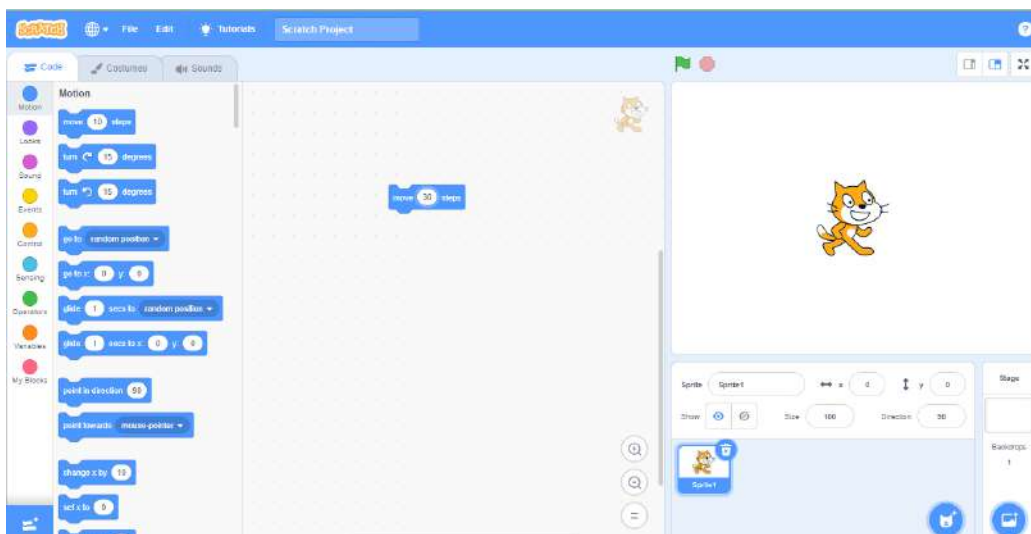 SCRATCH File Edit Tutorials Scratch Project ?
Code Costumes Sounds
Motion
Looks
Sound
Events
Control
Sensing
Operators
Variables
My Blocks
Motion
move 10 steps
turn 15 degrees
turn 15 degrees
go to random position
go to x: 0 y: 0
glide 1 secs to random position
glide 1 secs to x: 0 y: 0
point in direction 90
point towards mouse-pointer
change x by 10
set x to 0
move 30 steps
Sprite Sprite1 x 0 y 0
Show Size 100 Direction 90
Sprite1
Stage
Backdrops
1